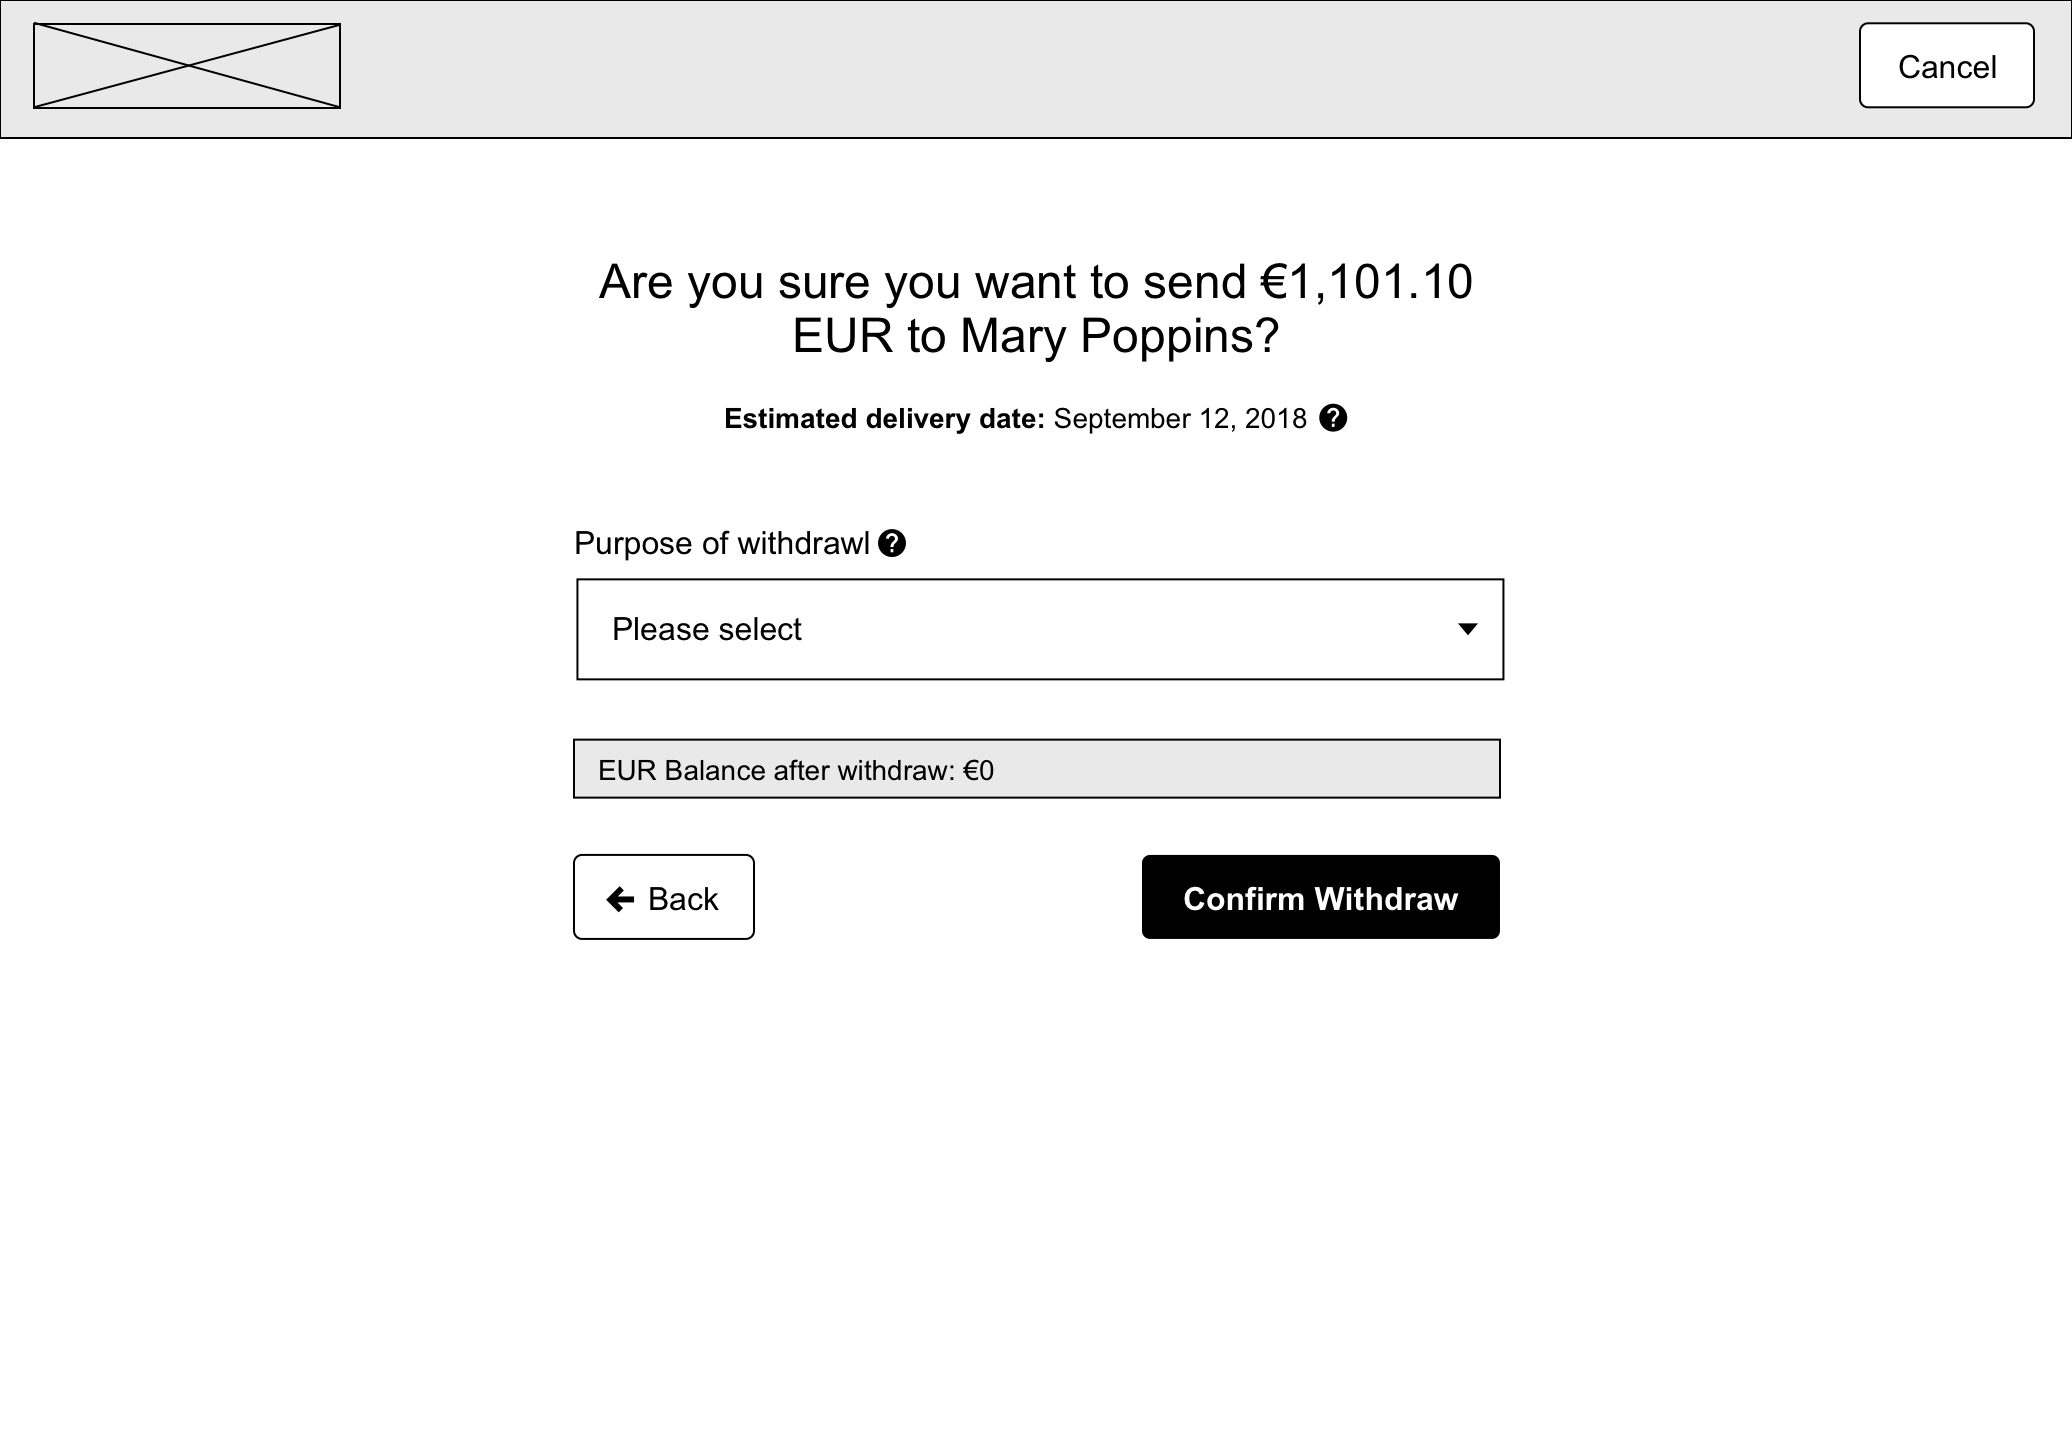 Cancel
Are you sure you want to send €1,101.10
EUR to Mary Poppins?
Estimated delivery date: September 12, 2018 ?
Purpose of withdrawl ?
Please select
EUR Balance after withdraw: €0
Back
Confirm Withdraw